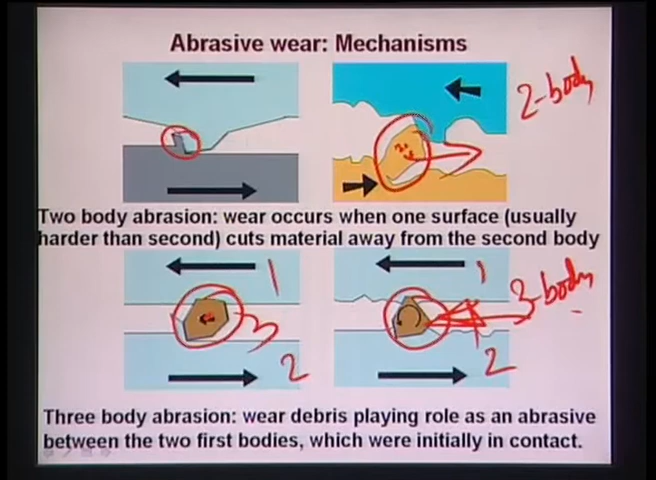 Abrasive wear: Mechanisms
2-body
Two body abrasion: wear occurs when one surface (usually
harder than second) cuts material away from the second body
1
1
3-body
3
2
2
Three body abrasion: wear debris playing role as an abrasive
between the two first bodies, which were initially in contact.